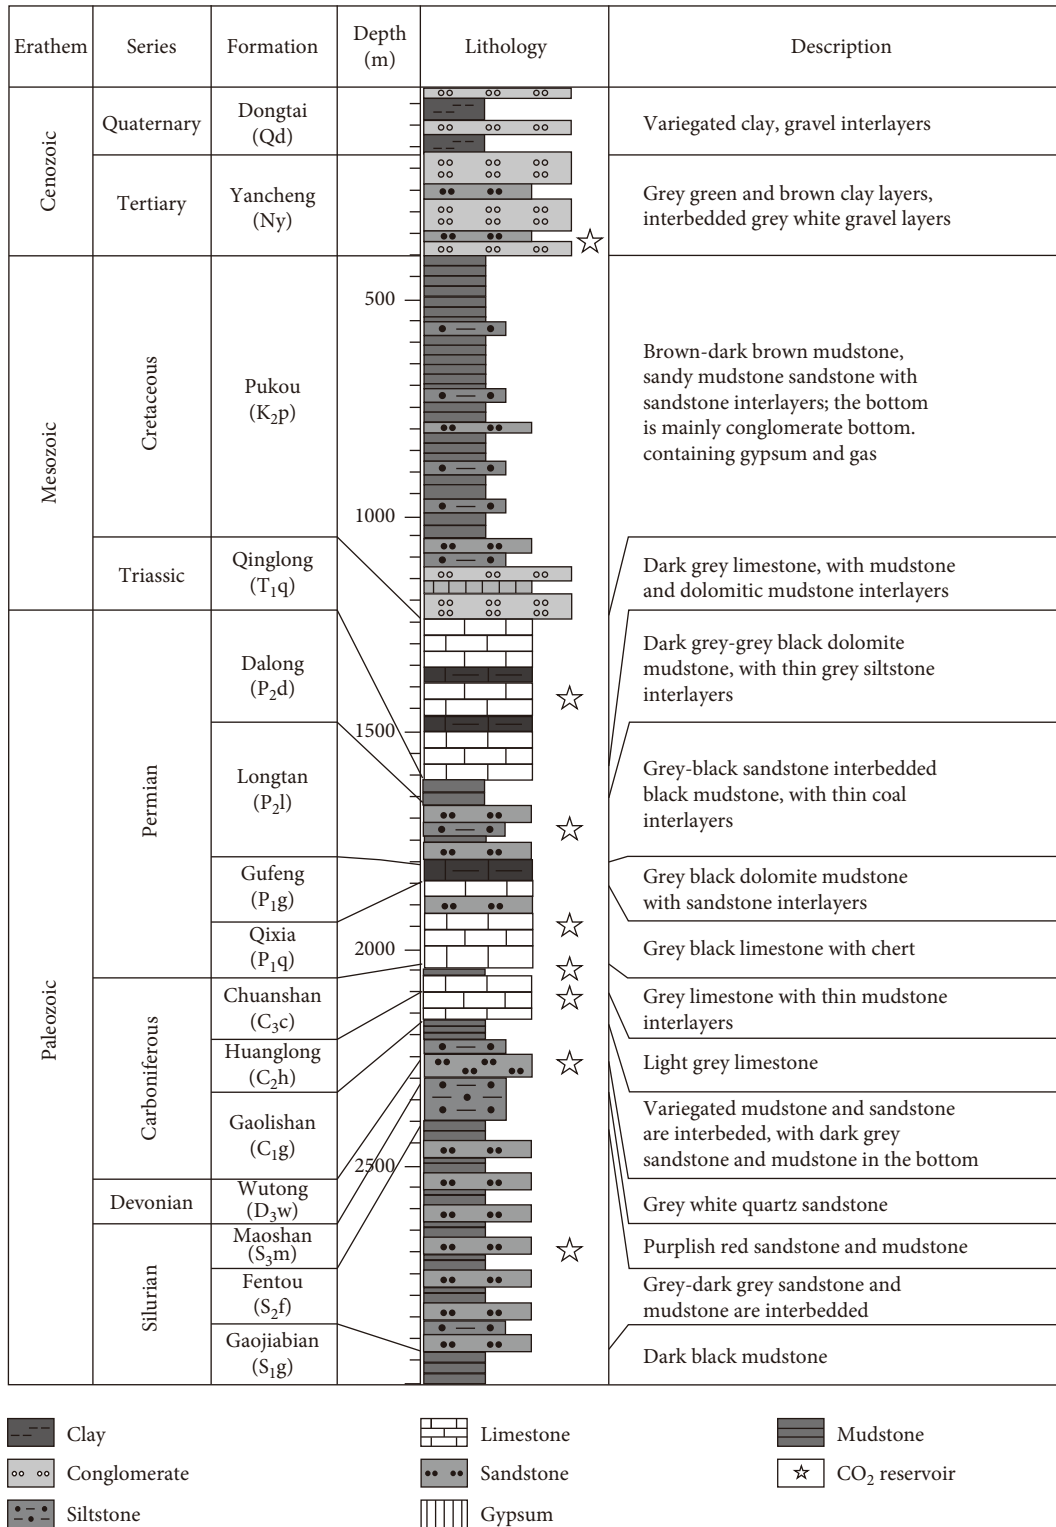 Erathem Series Formation Depth (m) Lithology Description
Cenozoic
Quaternary
Dongtai
(Qd)
Variegated clay, gravel interlayers
Tertiary
Yancheng
(Ny)
Grey green and brown clay layers,
interbedded grey white gravel layers
Mesozoic
Cretaceous
Pukou
(K₂p)
500
1000
Brown-dark brown mudstone,
sandy mudstone sandstone with
sandstone interlayers; the bottom
is mainly conglomerate bottom.
containing gypsum and gas
Triassic
Qinglong
(T₁q)
Dark grey limestone, with mudstone
and dolomitic mudstone interlayers
Paleozoic
Permian
Dalong
(P₂d)
Dark grey-grey black dolomite
mudstone, with thin grey siltstone
interlayers
1500
Longtan
(P₂l)
Grey-black sandstone interbedded
black mudstone, with thin coal
interlayers
Gufeng
(P₁g)
Grey black dolomite mudstone
with sandstone interlayers
Qixia
(P₁q)
2000
Grey black limestone with chert
Carboniferous
Chuanshan
(C₃c)
Grey limestone with thin mudstone
interlayers
Huanglong
(C₂h)
Light grey limestone
Gaolishan
(C₁g)
2500
Variegated mudstone and sandstone
are interbeded, with dark grey
sandstone and mudstone in the bottom
Devonian
Wutong
(D₃w)
Grey white quartz sandstone
Silurian
Maoshan
(S₃m)
Purplish red sandstone and mudstone
Fentou
(S₂f)
Grey-dark grey sandstone and
mudstone are interbedded
Gaojiabian
(S₁g)
Dark black mudstone
Clay Limestone Mudstone
Conglomerate Sandstone CO₂ reservoir
Siltstone Gypsum